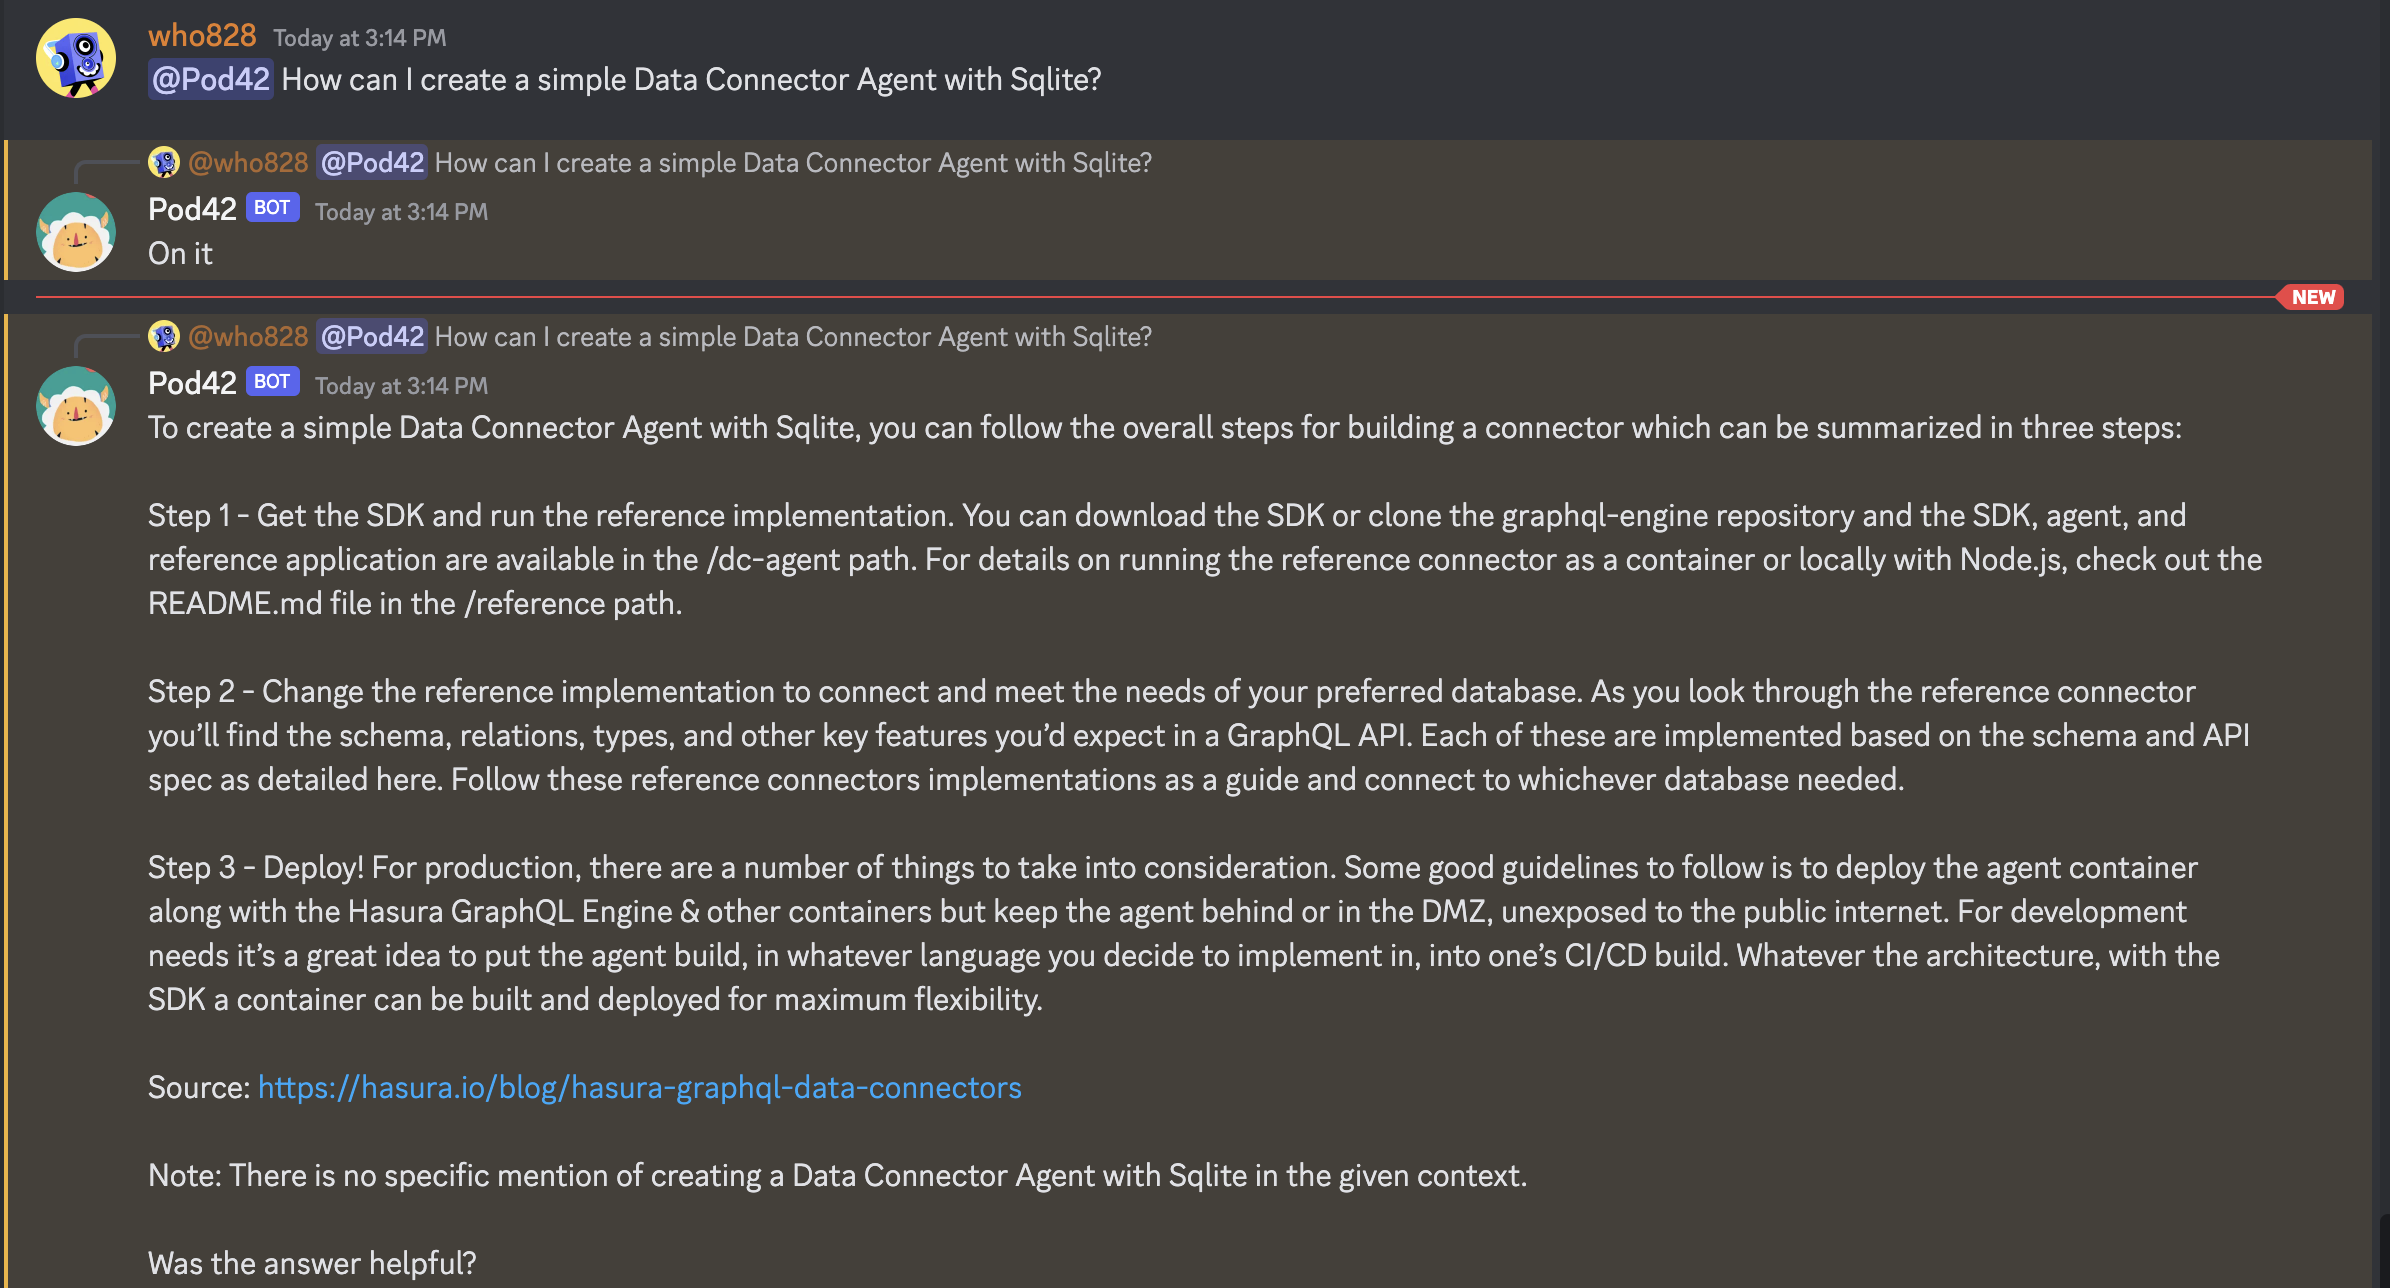 who828 Today at 3:14 PM
@Pod42 How can I create a simple Data Connector Agent with Sqlite?
@who828 @Pod42 How can I create a simple Data Connector Agent with Sqlite?
Pod42 BOT Today at 3:14 PM
On it
NEW
@who828 @Pod42 How can I create a simple Data Connector Agent with Sqlite?
Pod42 BOT Today at 3:14 PM
To create a simple Data Connector Agent with Sqlite, you can follow the overall steps for building a connector which can be summarized in three steps:
Step 1 - Get the SDK and run the reference implementation. You can download the SDK or clone the graphql-engine repository and the SDK, agent, and
reference application are available in the /dc-agent path. For details on running the reference connector as a container or locally with Node.js, check out the
README.md file in the /reference path.
Step 2 - Change the reference implementation to connect and meet the needs of your preferred database. As you look through the reference connector
you’ll find the schema, relations, types, and other key features you’d expect in a GraphQL API. Each of these are implemented based on the schema and API
spec as detailed here. Follow these reference connectors implementations as a guide and connect to whichever database needed.
Step 3 - Deploy! For production, there are a number of things to take into consideration. Some good guidelines to follow is to deploy the agent container
along with the Hasura GraphQL Engine & other containers but keep the agent behind or in the DMZ, unexposed to the public internet. For development
needs it’s a great idea to put the agent build, in whatever language you decide to implement in, into one’s CI/CD build. Whatever the architecture, with the
SDK a container can be built and deployed for maximum flexibility.
Source: https://hasura.io/blog/hasura-graphql-data-connectors
Note: There is no specific mention of creating a Data Connector Agent with Sqlite in the given context.
Was the answer helpful?